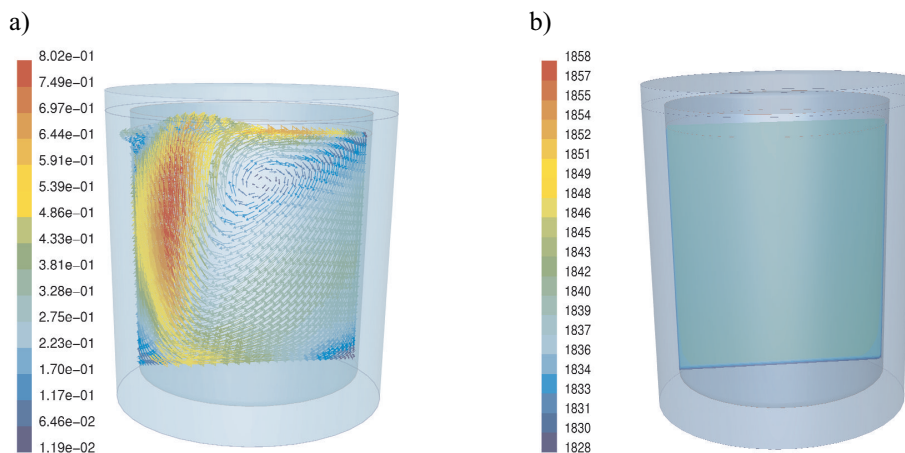 a)
8.02e-01
7.49e-01
6.97e-01
6.44e-01
5.91e-01
5.39e-01
4.86e-01
4.33e-01
3.81e-01
3.28e-01
2.75e-01
2.23e-01
1.70e-01
1.17e-01
6.46e-02
1.19e-02
b)
1858
1857
1855
1854
1852
1851
1849
1848
1846
1845
1843
1842
1840
1839
1837
1836
1834
1833
1831
1830
1828